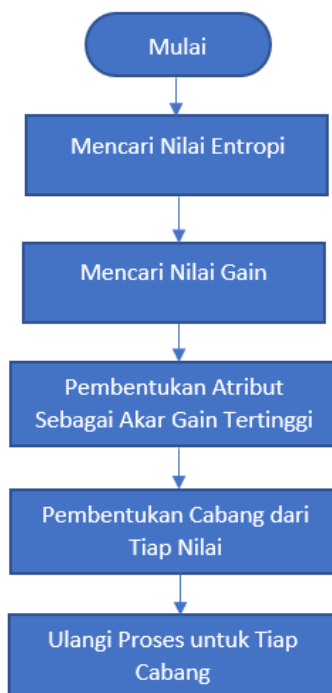 Mulai
Mencari Nilai Entropi
Mencari Nilai Gain
Pembentukan Atribut
Sebagai Akar Gain Tertinggi
Pembentukan Cabang dari
Tiap Nilai
Ulangi Proses untuk Tiap
Cabang